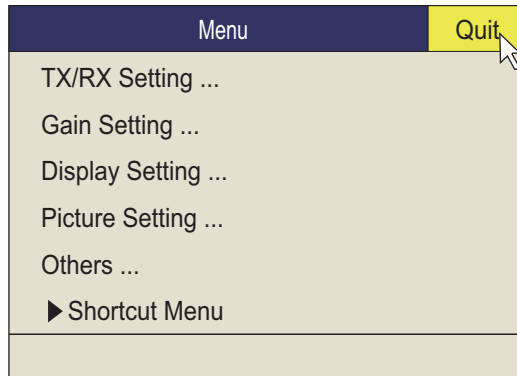 Menu Quit
TX/RX Setting ...
Gain Setting ...
Display Setting ...
Picture Setting ...
Others ...
▶ Shortcut Menu